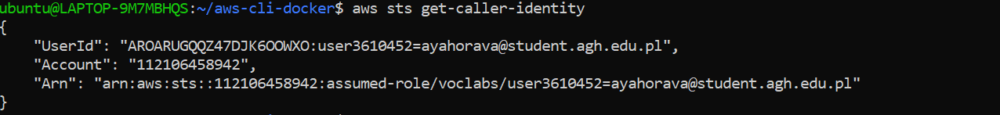 ubuntu@LAPTOP-9M7MBHQS:~/aws-cli-docker$ aws sts get-caller-identity
{
    "UserId": "AROARUGQQZ47DJK6OOWXO:user3610452=ayahorava@student.agh.edu.pl",
    "Account": "112106458942",
    "Arn": "arn:aws:sts::112106458942:assumed-role/voclabs/user3610452=ayahorava@student.agh.edu.pl"
}